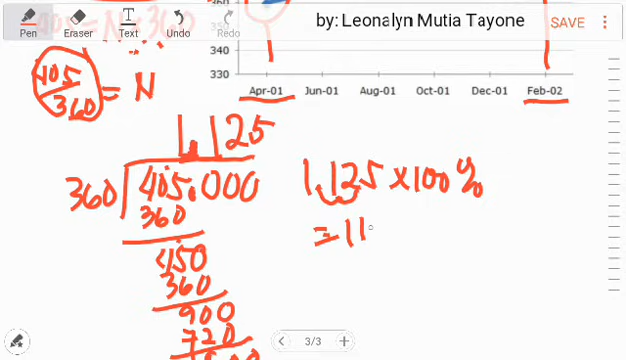 Pen
Eraser
Text
Undo
Redo
360
by: Leonalyn Mutia Tayone
SAVE
= N · 360
340
330
405/360 = N
Apr-01 Jun-01 Aug-01 Oct-01 Dec-01 Feb-02
1.125
360 405.000
360
450
360
900
720
1.125 x 100%
= 11
3/3